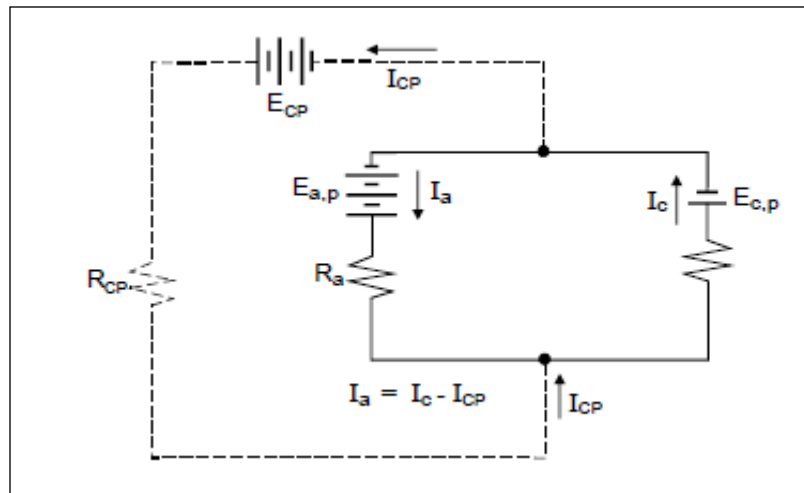 I_CP
E_CP
E_a,p
I_a
I_c
E_c,p
R_CP
R_a
I_a = I_c - I_CP
I_CP